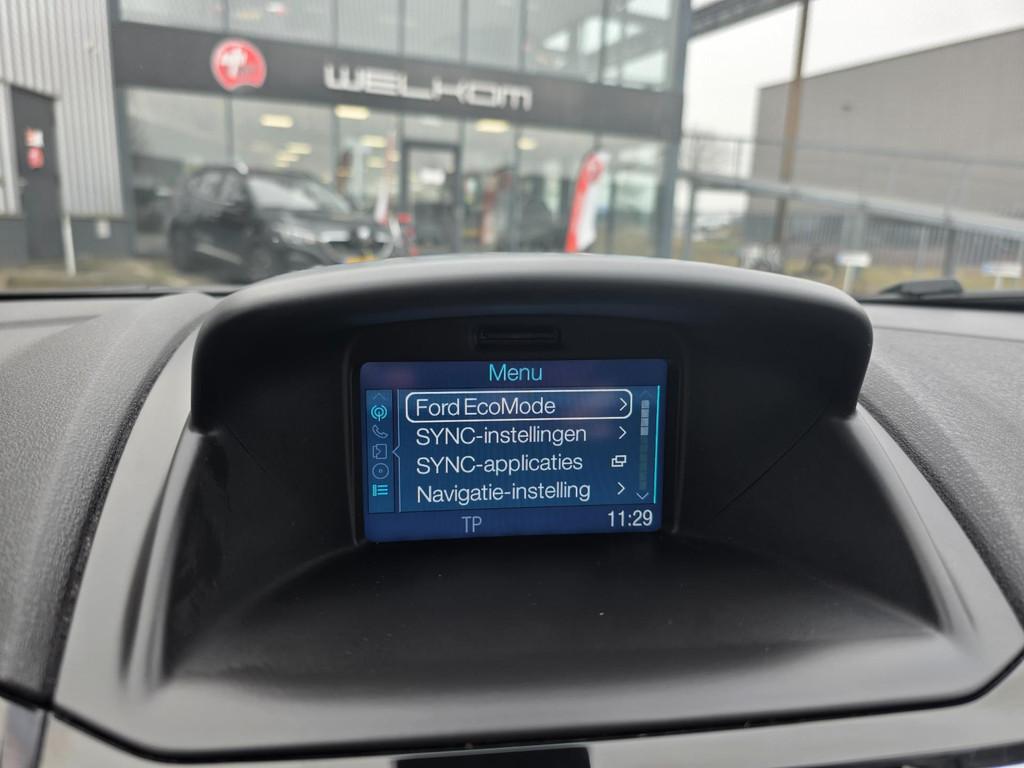 WELKOM
Menu
Ford EcoMode
SYNC-instellingen
SYNC-applicaties
Navigatie-instelling
TP
11:29